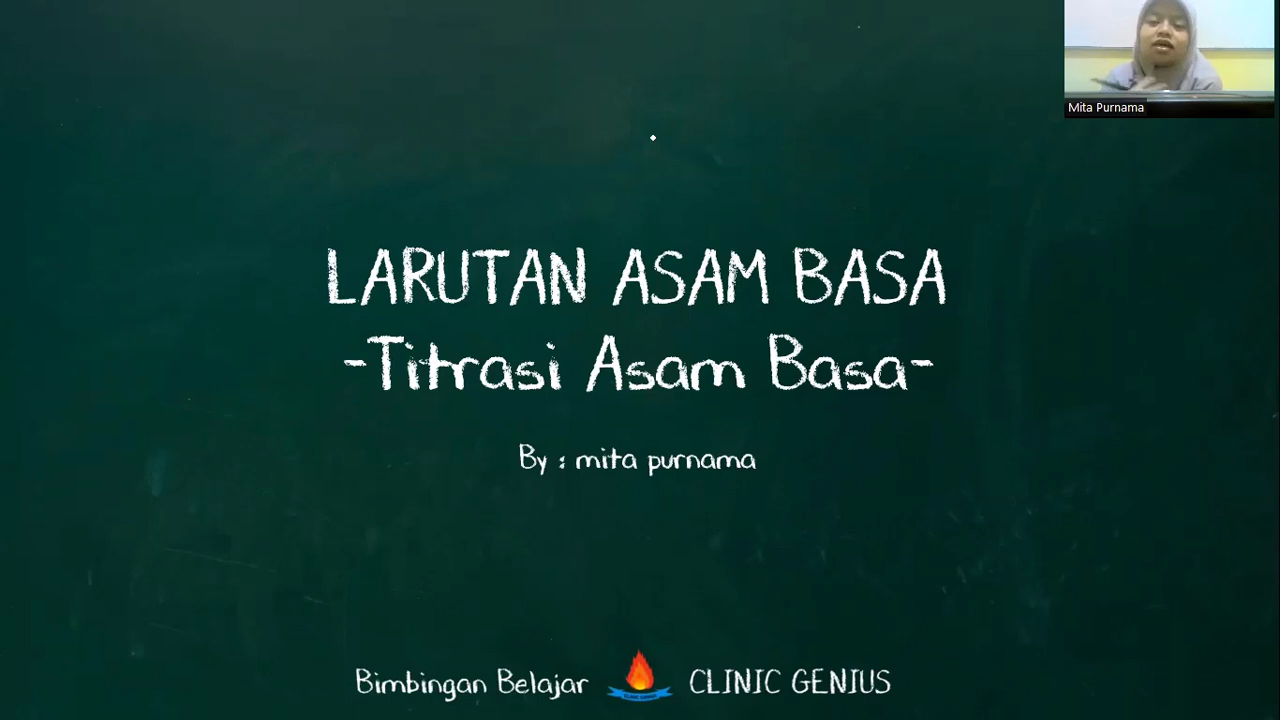 Mita Purnama
LARUTAN ASAM BASA
-Titrasi Asam Basa-
By : mita purnama
Bimbingan Belajar CLINIC GENIUS